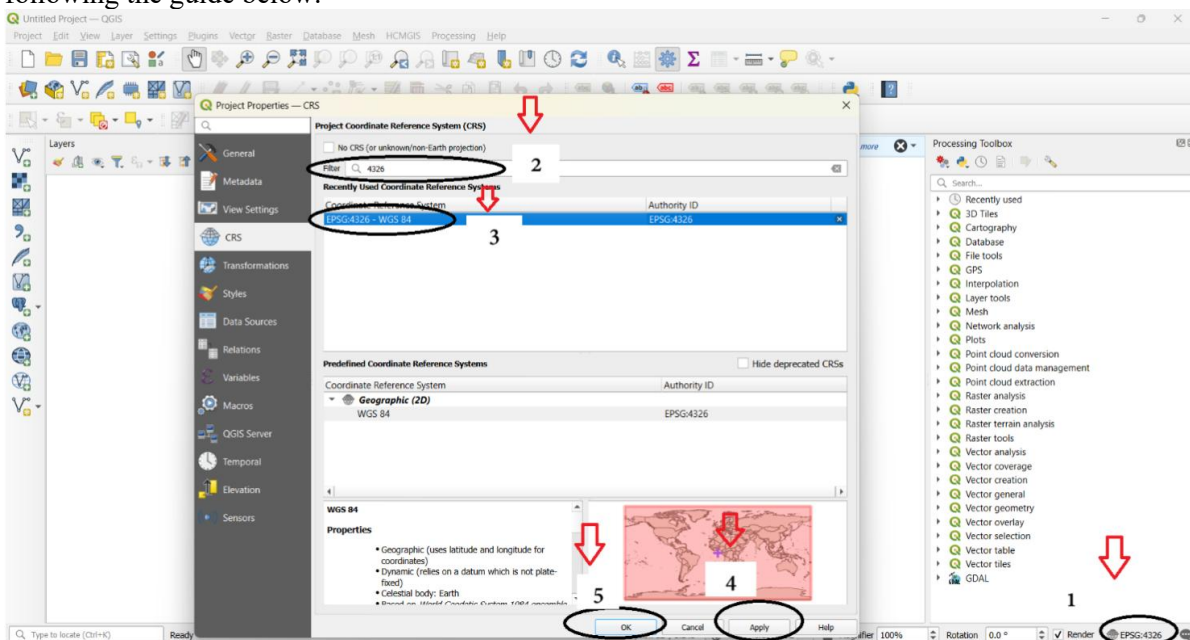 following the guide below.
Untitled Project — QGIS
Project Edit View Layer Settings Plugins Vector Raster Database Mesh HCMGIS Processing Help
Project Properties — CRS
Layers
General
Metadata
View Settings
CRS
Transformations
Styles
Data Sources
Relations
Variables
Macros
QGIS Server
Temporal
Elevation
Sensors
Project Coordinate Reference System (CRS)
No CRS (or unknown/non-Earth projection)
Filter 4326
2
Recently Used Coordinate Reference Systems
Coordinate Reference System Authority ID
EPSG:4326 - WGS 84 EPSG:4326
3
Predefined Coordinate Reference Systems Hide deprecated CRSs
Coordinate Reference System Authority ID
Geographic (2D)
WGS 84 EPSG:4326
WGS 84
Properties
• Geographic (uses latitude and longitude for
coordinates)
• Dynamic (relies on a datum which is not plate-
fixed)
• Celestial body: Earth
• Based on World Geodetic System 1984 ensemble
5
4
OK Cancel Apply Help
more
Processing Toolbox
Search...
Recently used
3D Tiles
Cartography
Database
File tools
GPS
Interpolation
Layer tools
Mesh
Network analysis
Plots
Point cloud conversion
Point cloud data management
Point cloud extraction
Raster analysis
Raster creation
Raster terrain analysis
Raster tools
Vector analysis
Vector coverage
Vector creation
Vector general
Vector geometry
Vector overlay
Vector selection
Vector table
Vector tiles
GDAL
1
Type to locate (Ctrl+K) Ready 100% Rotation 0.0 ° Render EPSG:4326